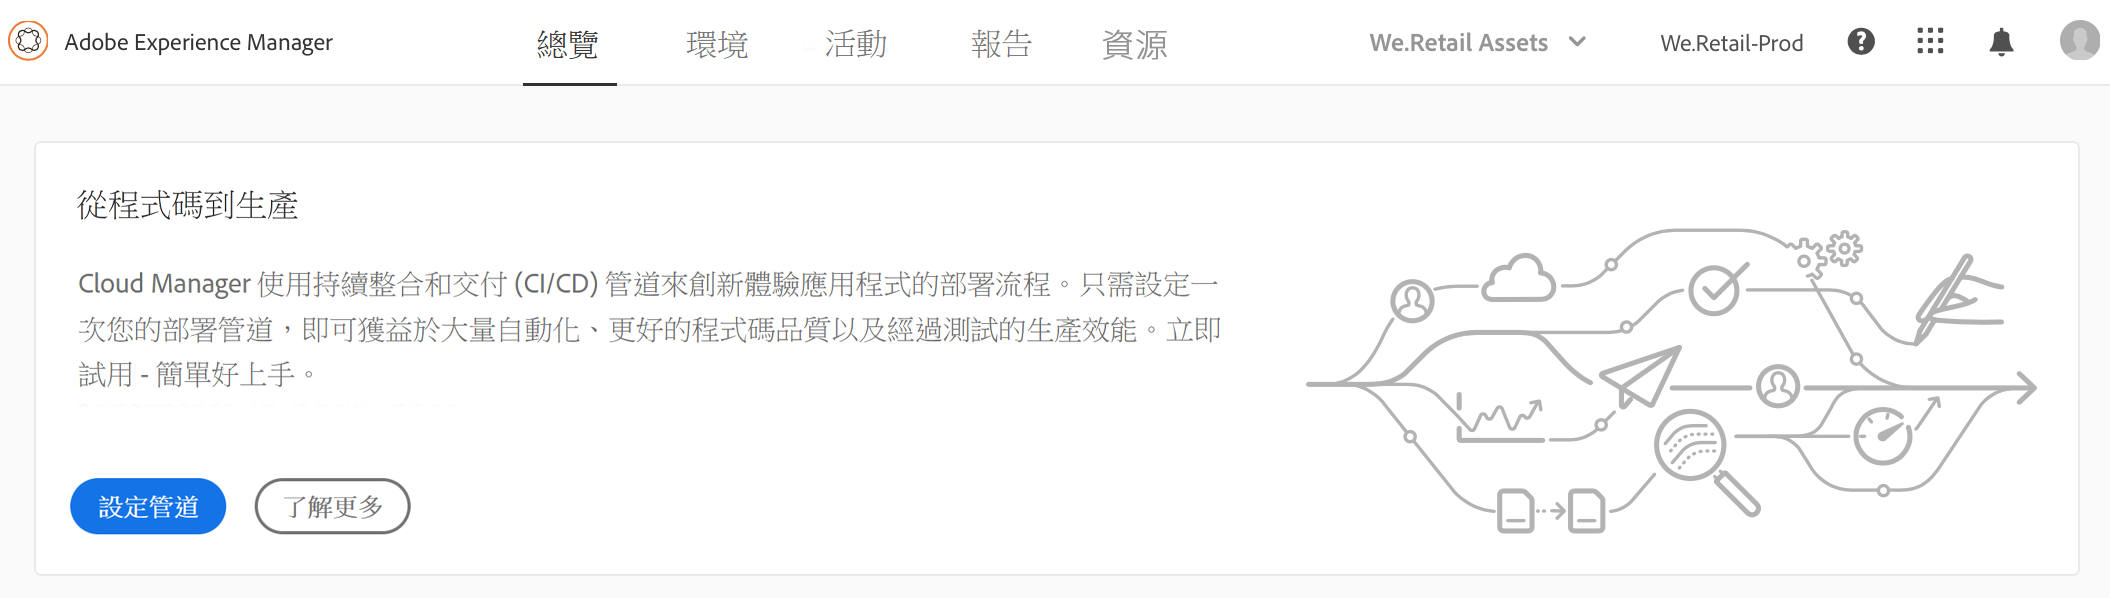 Adobe Experience Manager
總覽
環境
活動
報告
資源
We.Retail Assets
We.Retail-Prod
從程式碼到生產
Cloud Manager 使用持續整合和交付 (CI/CD) 管道來創新體驗應用程式的部署流程。只需設定一
次您的部署管道，即可獲益於大量自動化、更好的程式碼品質以及經過測試的生產效能。立即
試用 - 簡單好上手。
設定管道
了解更多